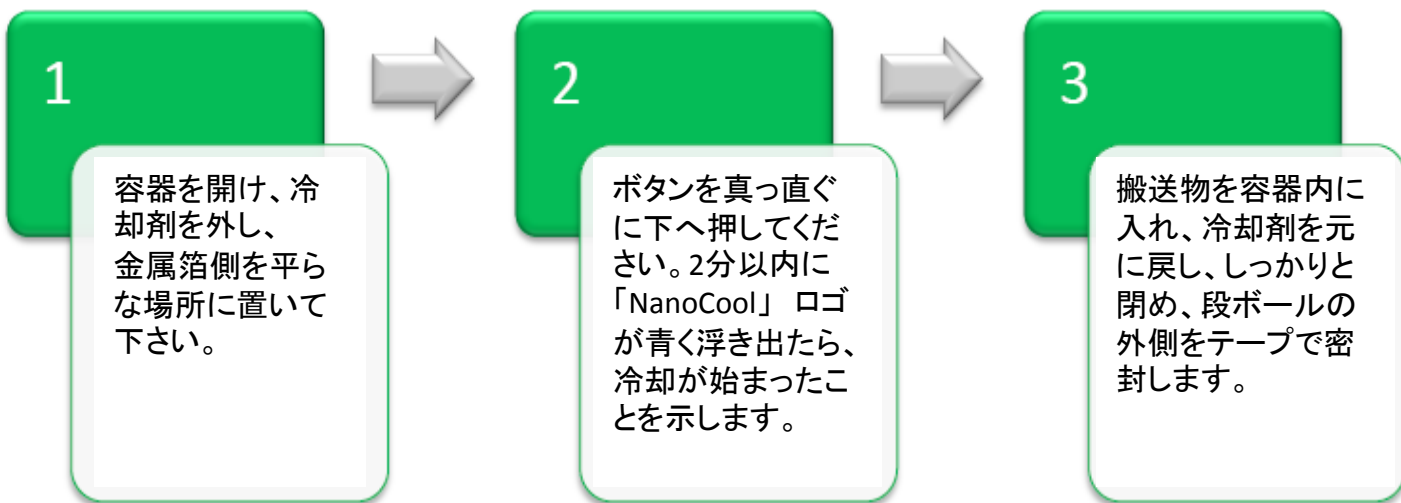 1
容器を開け、冷
却剤を外し、
金属箔側を平ら
な場所に置いて
下さい。
2
ボタンを真っ直ぐ
に下へ押してくだ
さい。2分以内に
「NanoCool」 ロゴ
が青く浮き出たら、
冷却が始まったこ
とを示します。
3
搬送物を容器内に
入れ、冷却剤を元
に戻し、しっかりと
閉め、段ボールの
外側をテープで密
封します。